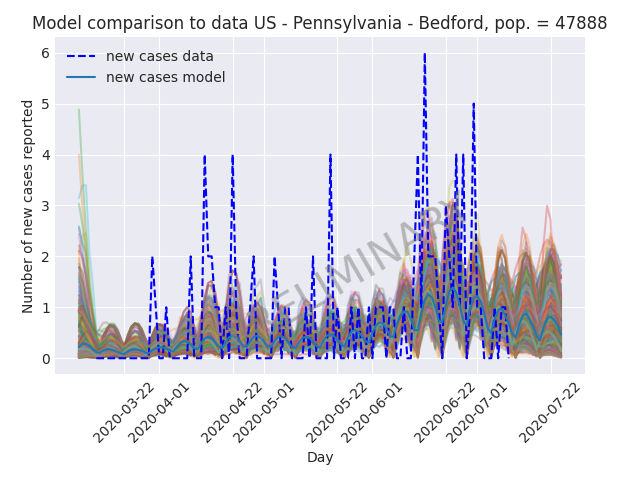 Model comparison to data US - Pennsylvania - Bedford, pop. = 47888
6
5
4
3
2
1
0
new cases data
new cases model
Number of new cases reported
PRELIMINARY
2020-03-22
2020-04-01
2020-04-22
2020-05-01
2020-05-22
2020-06-01
2020-06-22
2020-07-01
2020-07-22
Day